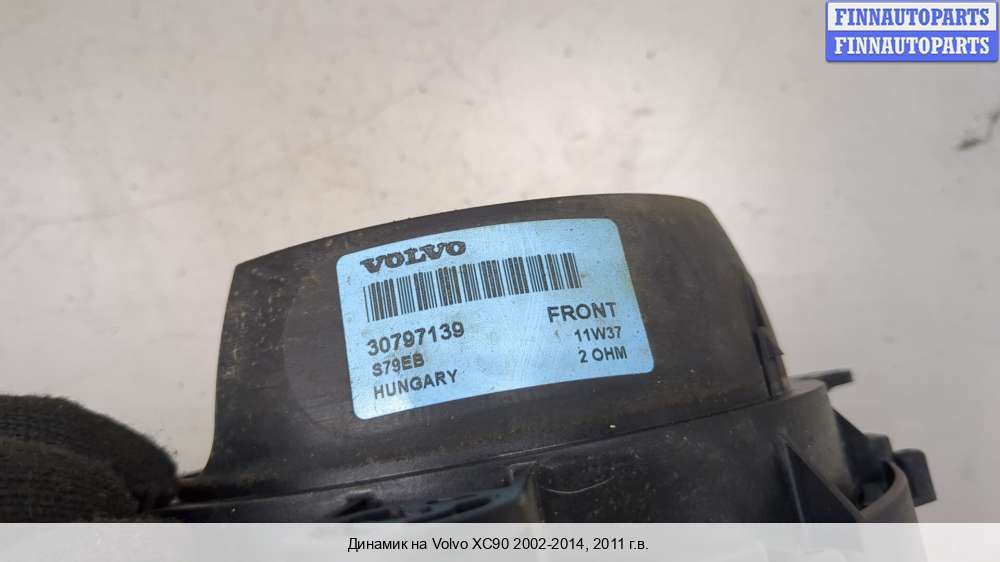 FINNAUTOPARTS
FINNAUTOPARTS
VOLVO
30797139 FRONT
S79EB 11W37
HUNGARY 2 OHM
Динамик на Volvo XC90 2002-2014, 2011 г.в.